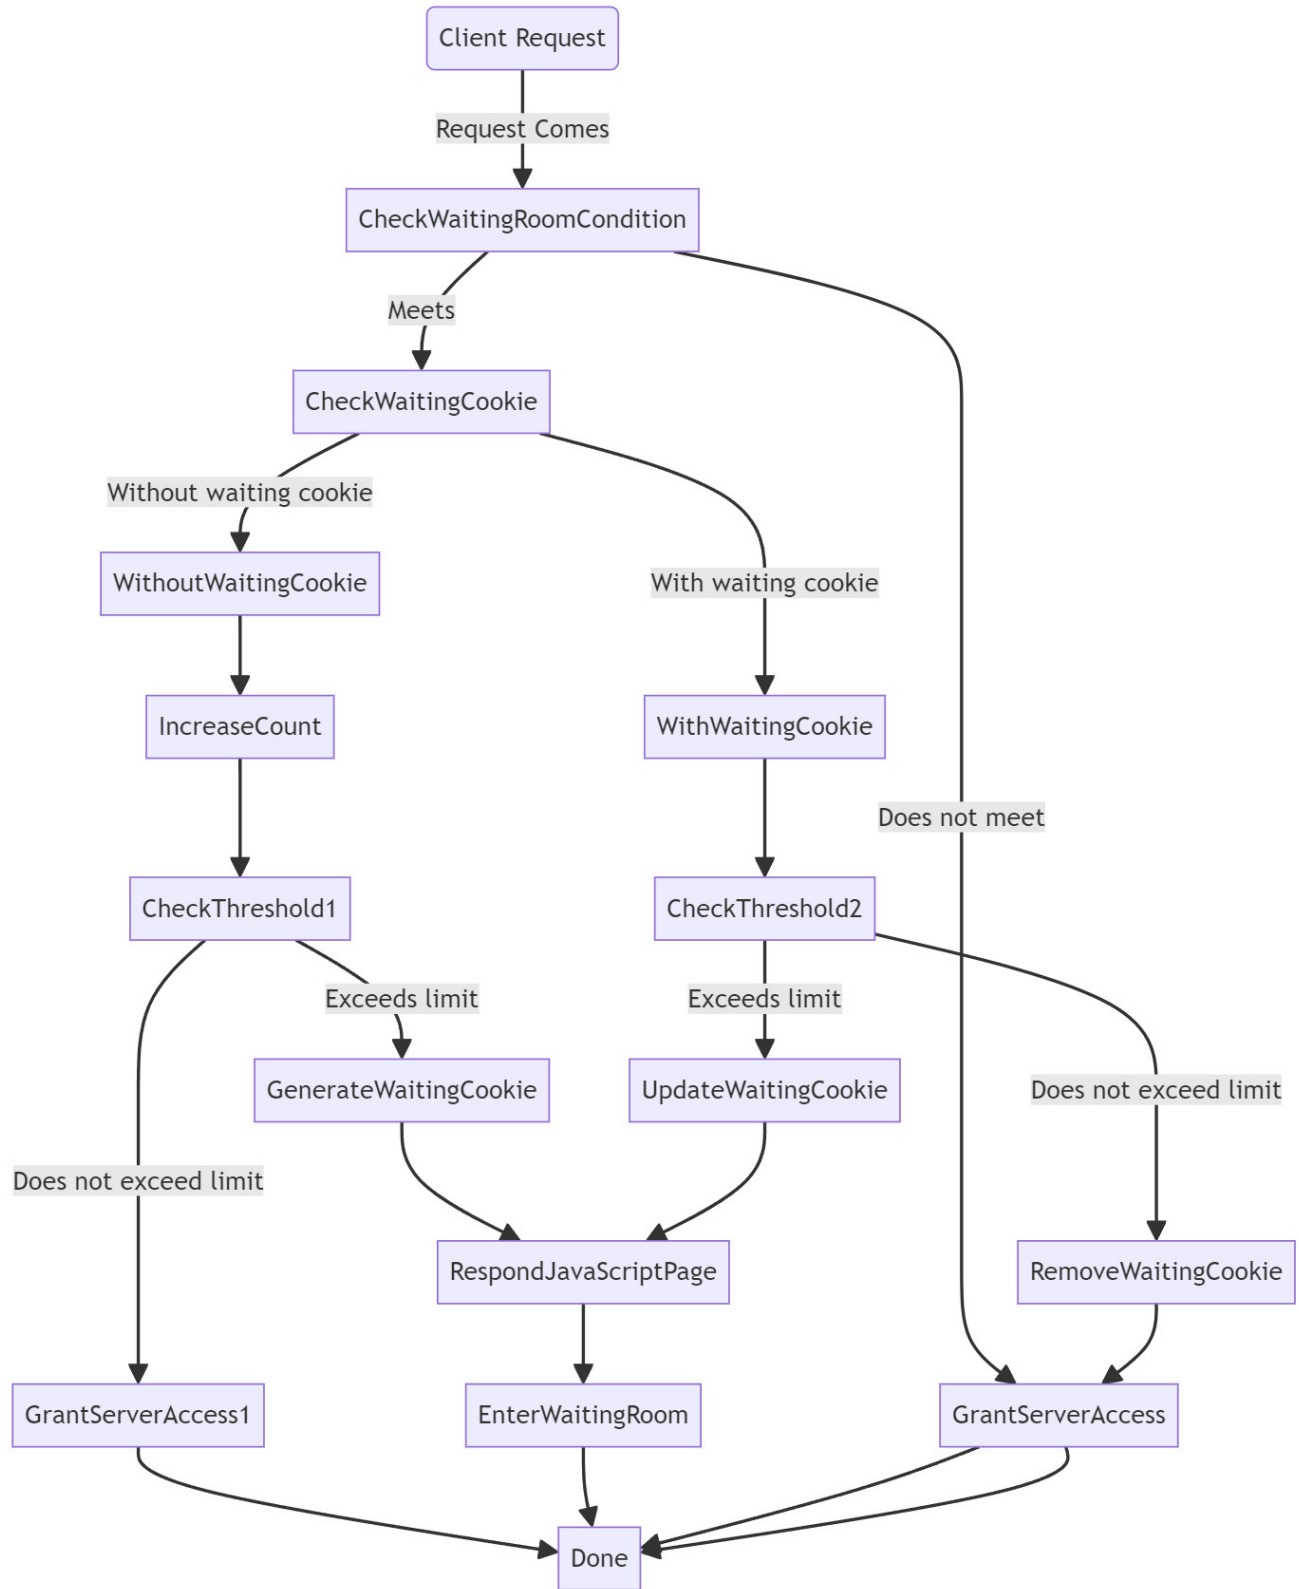 Client Request
Request Comes
CheckWaitingRoomCondition
Meets
CheckWaitingCookie
Without waiting cookie
WithoutWaitingCookie
With waiting cookie
IncreaseCount
WithWaitingCookie
Does not meet
CheckThreshold1
CheckThreshold2
Exceeds limit
Exceeds limit
GenerateWaitingCookie
UpdateWaitingCookie
Does not exceed limit
Does not exceed limit
RespondJavaScriptPage
RemoveWaitingCookie
GrantServerAccess1
EnterWaitingRoom
GrantServerAccess
Done